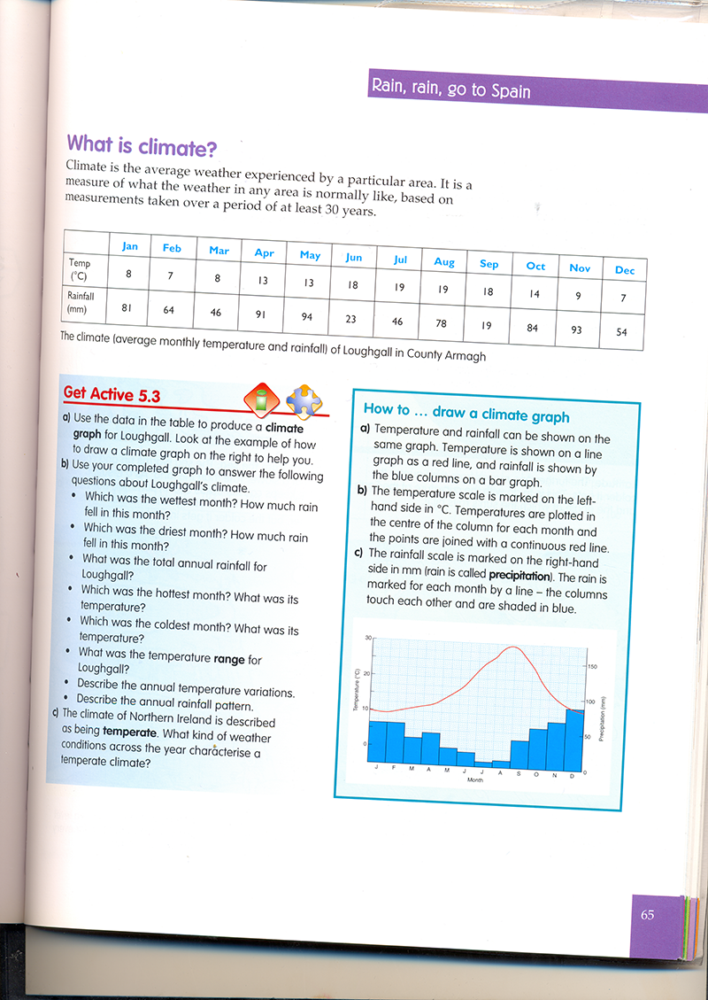 Rain, rain, go to Spain
What is climate?
Climate is the average weather experienced by a particular area. It is a
measure of what the weather in any area is normally like, based on
measurements taken over a period of at least 30 years.
Jan Feb Mar Apr May Jun Jul Aug Sep Oct Nov Dec
Temp
(°C) 8 7 8 13 13 18 19 19 18 14 9 7
Rainfall
(mm) 81 64 46 91 94 23 46 78 19 84 93 54
The climate (average monthly temperature and rainfall) of Loughgall in County Armagh
Get Active 5.3
a) Use the data in the table to produce a climate
graph for Loughgall. Look at the example of how
to draw a climate graph on the right to help you.
b) Use your completed graph to answer the following
questions about Loughgall's climate.
• Which was the wettest month? How much rain
fell in this month?
• Which was the driest month? How much rain
fell in this month?
• What was the total annual rainfall for
Loughgall?
• Which was the hottest month? What was its
temperature?
• Which was the coldest month? What was its
temperature?
• What was the temperature range for
Loughgall?
• Describe the annual temperature variations.
• Describe the annual rainfall pattern.
c) The climate of Northern Ireland is described
as being temperate. What kind of weather
conditions across the year characterise a
temperate climate?
How to ... draw a climate graph
a) Temperature and rainfall can be shown on the
same graph. Temperature is shown on a line
graph as a red line, and rainfall is shown by
the blue columns on a bar graph.
b) The temperature scale is marked on the left-
hand side in °C. Temperatures are plotted in
the centre of the column for each month and
the points are joined with a continuous red line.
c) The rainfall scale is marked on the right-hand
side in mm (rain is called precipitation). The rain is
marked for each month by a line – the columns
touch each other and are shaded in blue.
30
20
10
0
Temperature (°C)
150
100
50
0
Precipitation (mm)
J F M A M J J A S O N D
Month
65